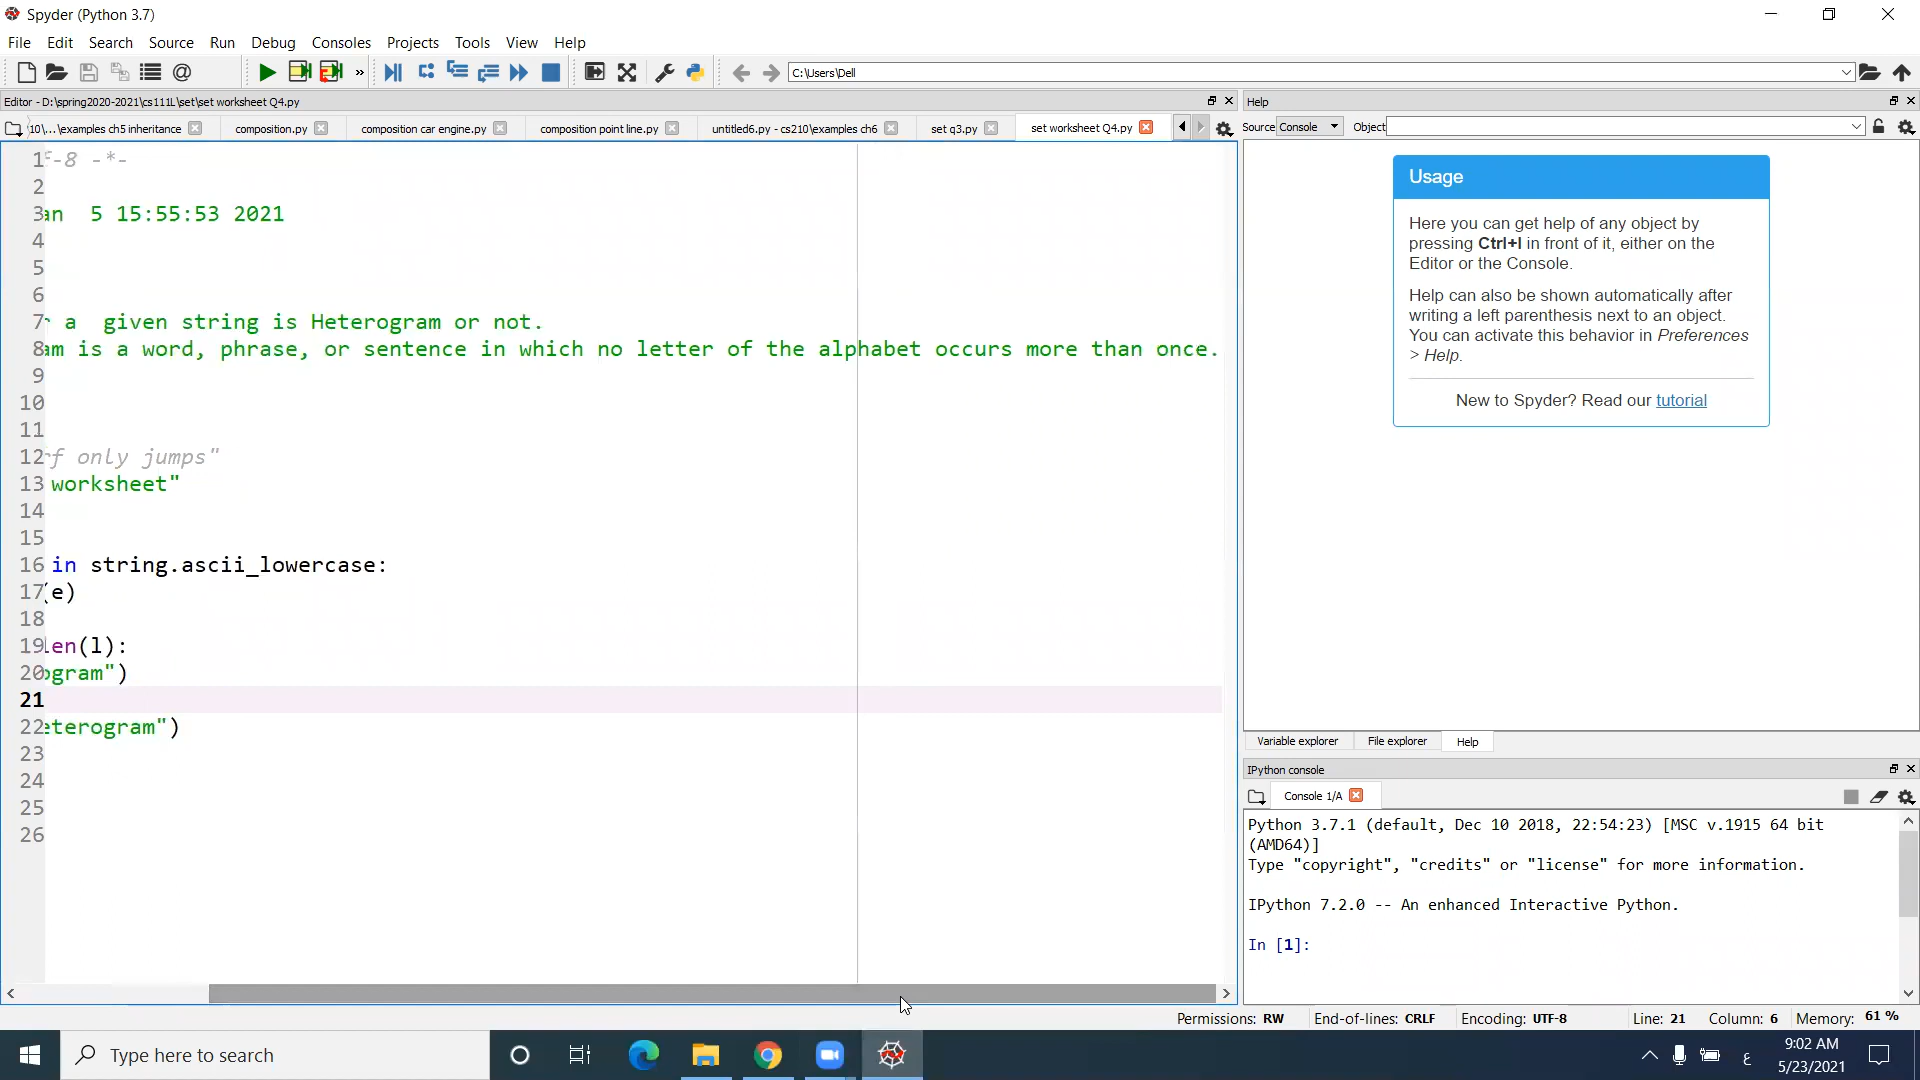 Spyder (Python 3.7)
File Edit Search Source Run Debug Consoles Projects Tools View Help
C:\Users\Dell
Editor - D:\spring2020-2021\cs111L\set\set worksheet Q4.py
Help
10\...\examples ch5 inheritance composition.py composition car engine.py composition point line.py untitled6.py - cs210\examples ch6 set q3.py set worksheet Q4.py
Source Console Object
1 f-8 -*-
2
3 an  5 15:55:53 2021
4
5
6
7 r a  given string is Heterogram or not.
8 am is a word, phrase, or sentence in which no letter of the alphabet occurs more than once.
9
10
11
12 rf only jumps"
13 worksheet"
14
15
16 in string.ascii_lowercase:
17 (e)
18
19 len(l):
20 ogram")
21
22 eterogram")
23
24
25
26
Usage
Here you can get help of any object by
pressing Ctrl+I in front of it, either on the
Editor or the Console.
Help can also be shown automatically after
writing a left parenthesis next to an object.
You can activate this behavior in Preferences
> Help.
New to Spyder? Read our tutorial
Variable explorer File explorer Help
IPython console
Console 1/A
Python 3.7.1 (default, Dec 10 2018, 22:54:23) [MSC v.1915 64 bit
(AMD64)]
Type "copyright", "credits" or "license" for more information.
IPython 7.2.0 -- An enhanced Interactive Python.
In [1]:
Permissions: RW End-of-lines: CRLF Encoding: UTF-8 Line: 21 Column: 6 Memory: 61 %
Type here to search
ع
9:02 AM
5/23/2021